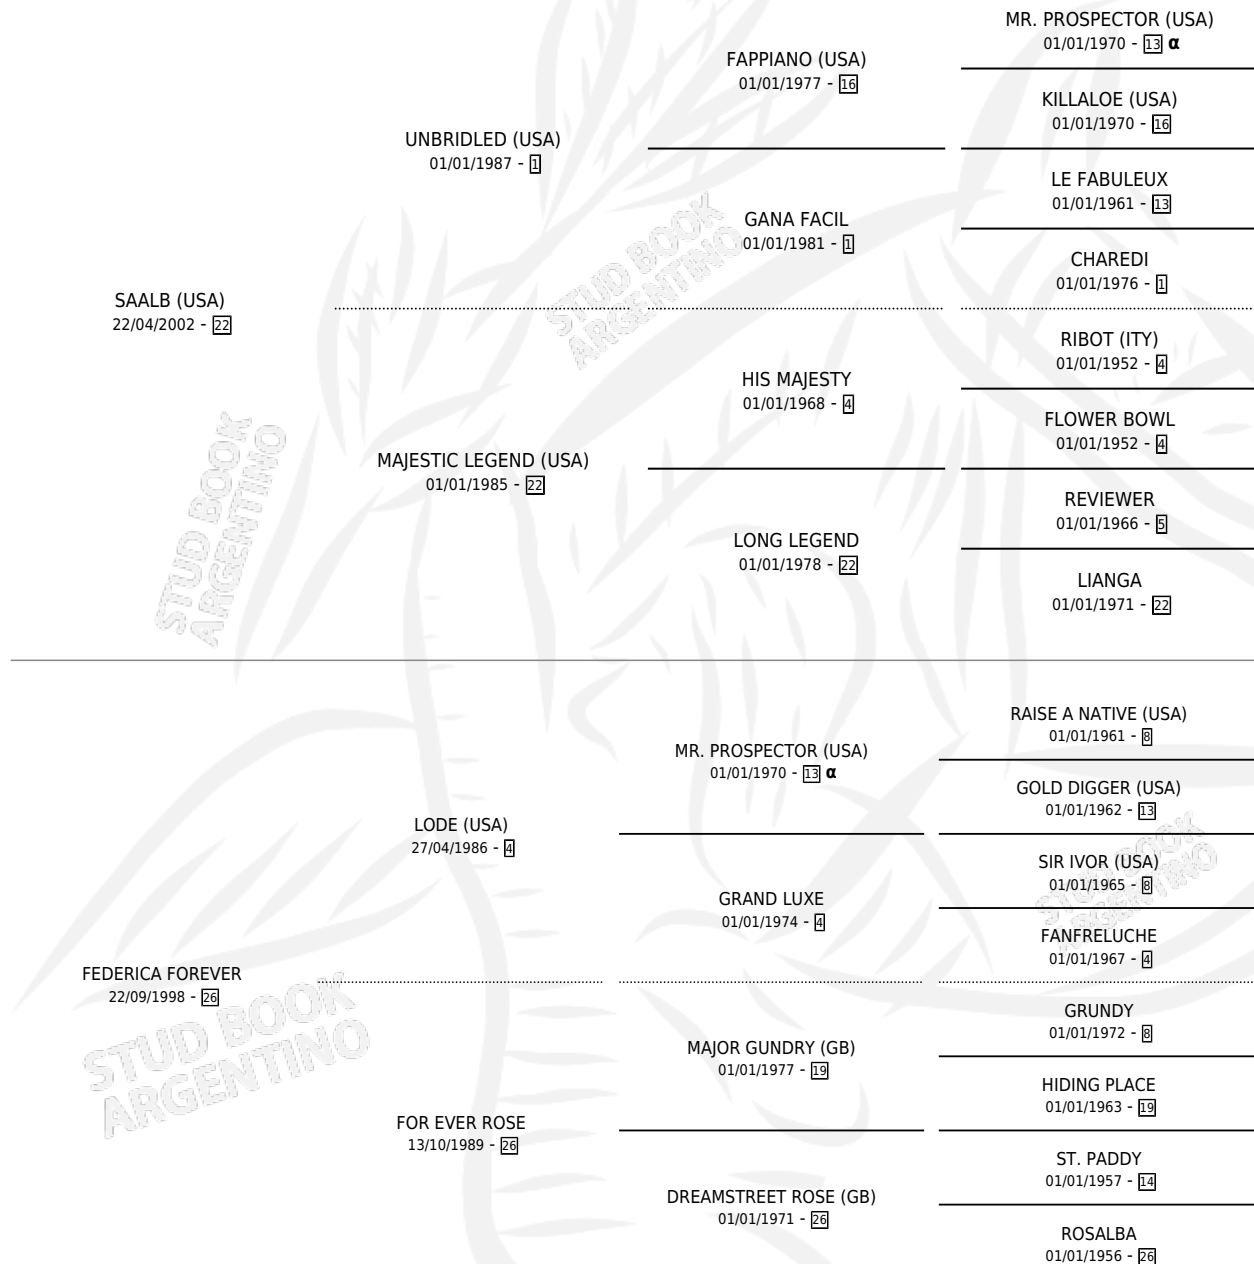 MR. PROSPECTOR (USA)
01/01/1970 - 13 α
FAPPIANO (USA)
01/01/1977 - 16
KILLALOE (USA)
01/01/1970 - 16
UNBRIDLED (USA)
01/01/1987 - 1
LE FABULEUX
01/01/1961 - 13
GANA FACIL
01/01/1981 - 1
CHAREDI
01/01/1976 - 1
SAALB (USA)
22/04/2002 - 22
RIBOT (ITY)
01/01/1952 - 4
HIS MAJESTY
01/01/1968 - 4
FLOWER BOWL
01/01/1952 - 4
MAJESTIC LEGEND (USA)
01/01/1985 - 22
REVIEWER
01/01/1966 - 5
LONG LEGEND
01/01/1978 - 22
LIANGA
01/01/1971 - 22
RAISE A NATIVE (USA)
01/01/1961 - 8
MR. PROSPECTOR (USA)
01/01/1970 - 13 α
GOLD DIGGER (USA)
01/01/1962 - 13
LODE (USA)
27/04/1986 - 4
SIR IVOR (USA)
01/01/1965 - 8
GRAND LUXE
01/01/1974 - 4
FANFRELUCHE
01/01/1967 - 4
FEDERICA FOREVER
22/09/1998 - 26
GRUNDY
01/01/1972 - 8
MAJOR GUNDRY (GB)
01/01/1977 - 19
HIDING PLACE
01/01/1963 - 19
FOR EVER ROSE
13/10/1989 - 26
ST. PADDY
01/01/1957 - 14
DREAMSTREET ROSE (GB)
01/01/1971 - 26
ROSALBA
01/01/1956 - 26
STUD BOOK
ARGENTINO
STUD BOOK
ARGENTINO
STUD BOOK
ARGENTINO
STUD BOOK
ARGENTINO